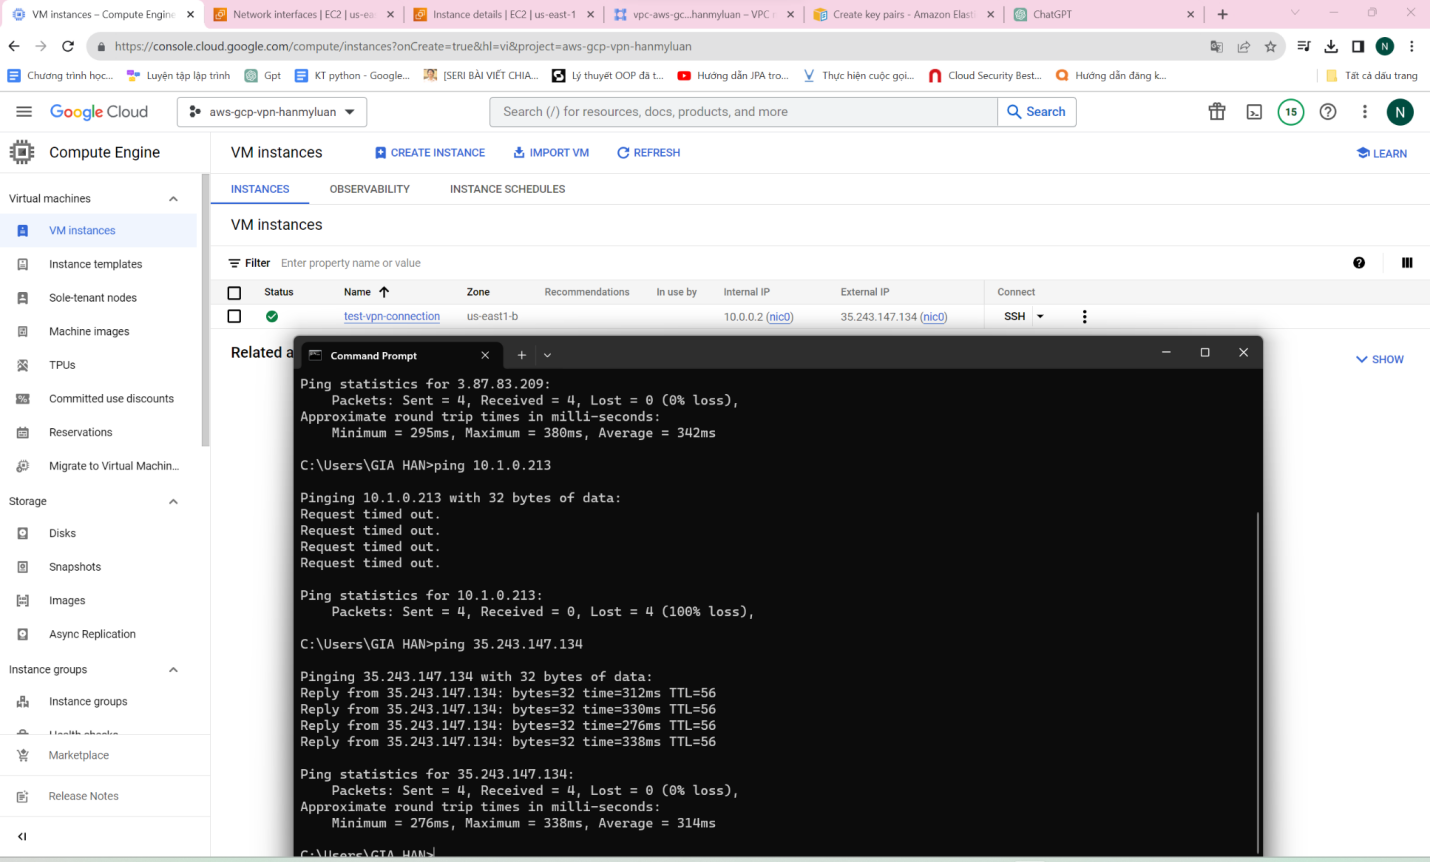 VM instances – Compute Engine
Network interfaces | EC2 | us-ea
Instance details | EC2 | us-east-1
vpc-aws-gc...hanmyluan – VPC
Create key pairs - Amazon Elasti
ChatGPT
https://console.cloud.google.com/compute/instances?onCreate=true&hl=vi&project=aws-gcp-vpn-hanmyluan
N
Chương trình học...
Luyện tập lập trình
Gpt
KT python - Google...
[SERI BÀI VIẾT CHIA...
Lý thuyết OOP đã t...
Hướng dẫn JPA tro...
Thực hiện cuộc gọi...
Cloud Security Best...
Hướng dẫn đăng k...
Tất cả dấu trang
Google Cloud
aws-gcp-vpn-hanmyluan
Search (/) for resources, docs, products, and more
Search
15
N
Compute Engine
VM instances
CREATE INSTANCE
IMPORT VM
REFRESH
LEARN
Virtual machines
VM instances
Instance templates
Sole-tenant nodes
Machine images
TPUs
Committed use discounts
Reservations
Migrate to Virtual Machin...
Storage
Disks
Snapshots
Images
Async Replication
Instance groups
Instance groups
Health checks
Marketplace
Release Notes
INSTANCES
OBSERVABILITY
INSTANCE SCHEDULES
VM instances
Filter Enter property name or value
Status Name Zone Recommendations In use by Internal IP External IP Connect
test-vpn-connection us-east1-b 10.0.0.2 (nic0) 35.243.147.134 (nic0) SSH
Related a
SHOW
Command Prompt
Ping statistics for 3.87.83.209:
Packets: Sent = 4, Received = 4, Lost = 0 (0% loss),
Approximate round trip times in milli-seconds:
Minimum = 295ms, Maximum = 380ms, Average = 342ms
C:\Users\GIA HAN>ping 10.1.0.213
Pinging 10.1.0.213 with 32 bytes of data:
Request timed out.
Request timed out.
Request timed out.
Request timed out.
Ping statistics for 10.1.0.213:
Packets: Sent = 4, Received = 0, Lost = 4 (100% loss),
C:\Users\GIA HAN>ping 35.243.147.134
Pinging 35.243.147.134 with 32 bytes of data:
Reply from 35.243.147.134: bytes=32 time=312ms TTL=56
Reply from 35.243.147.134: bytes=32 time=330ms TTL=56
Reply from 35.243.147.134: bytes=32 time=276ms TTL=56
Reply from 35.243.147.134: bytes=32 time=338ms TTL=56
Ping statistics for 35.243.147.134:
Packets: Sent = 4, Received = 4, Lost = 0 (0% loss),
Approximate round trip times in milli-seconds:
Minimum = 276ms, Maximum = 338ms, Average = 314ms
C:\Users\GIA HAN>